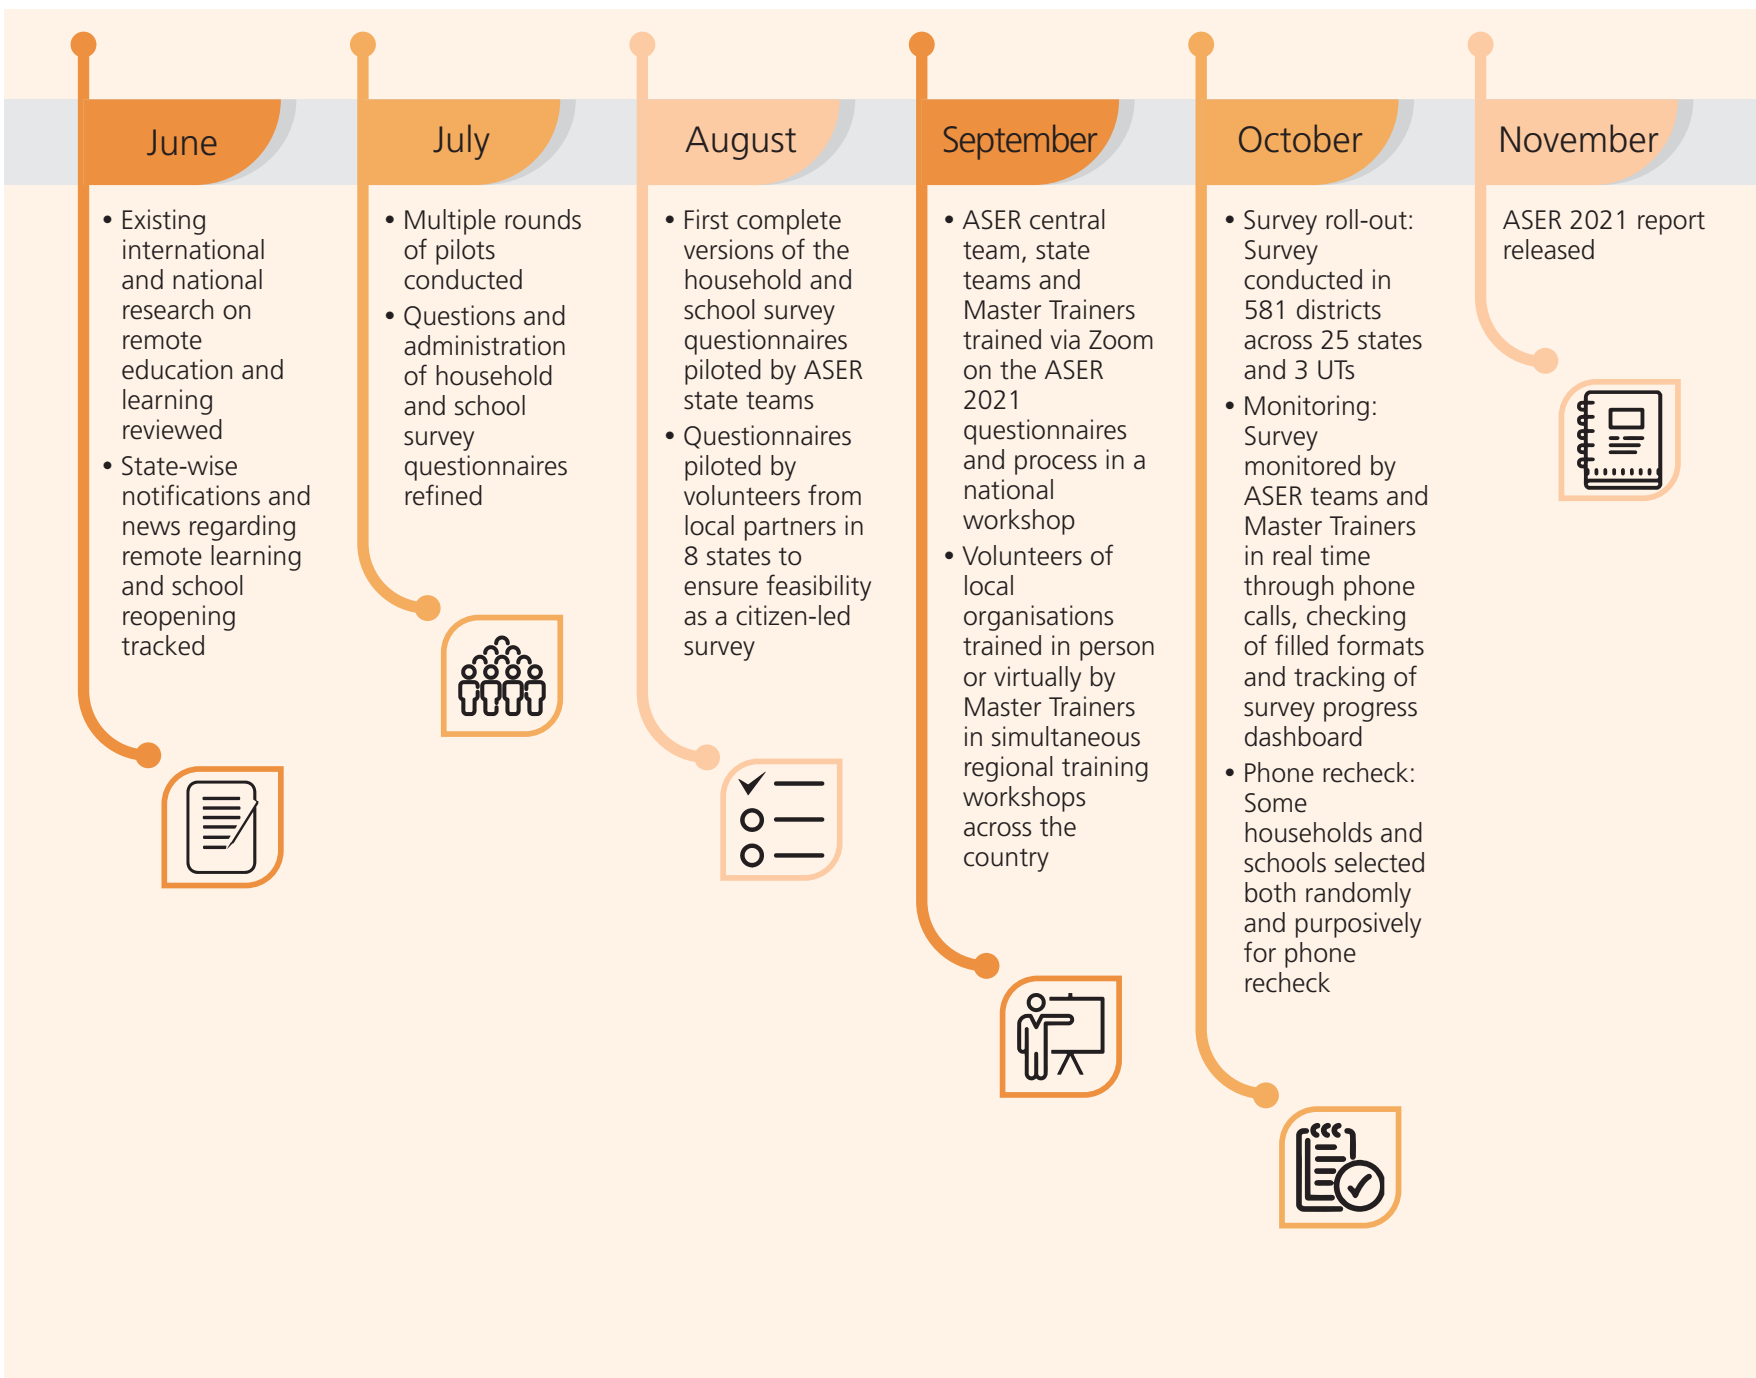 June
• Existing
international
and national
research on
remote
education and
learning
reviewed
• State-wise
notifications and
news regarding
remote learning
and school
reopening
tracked
July
• Multiple rounds
of pilots
conducted
• Questions and
administration
of household
and school
survey
questionnaires
refined
August
• First complete
versions of the
household and
school survey
questionnaires
piloted by ASER
state teams
• Questionnaires
piloted by
volunteers from
local partners in
8 states to
ensure feasibility
as a citizen-led
survey
September
• ASER central
team, state
teams and
Master Trainers
trained via Zoom
on the ASER
2021
questionnaires
and process in a
national
workshop
• Volunteers of
local
organisations
trained in person
or virtually by
Master Trainers
in simultaneous
regional training
workshops
across the
country
October
• Survey roll-out:
Survey
conducted in
581 districts
across 25 states
and 3 UTs
• Monitoring:
Survey
monitored by
ASER teams and
Master Trainers
in real time
through phone
calls, checking
of filled formats
and tracking of
survey progress
dashboard
• Phone recheck:
Some
households and
schools selected
both randomly
and purposively
for phone
recheck
November
ASER 2021 report
released